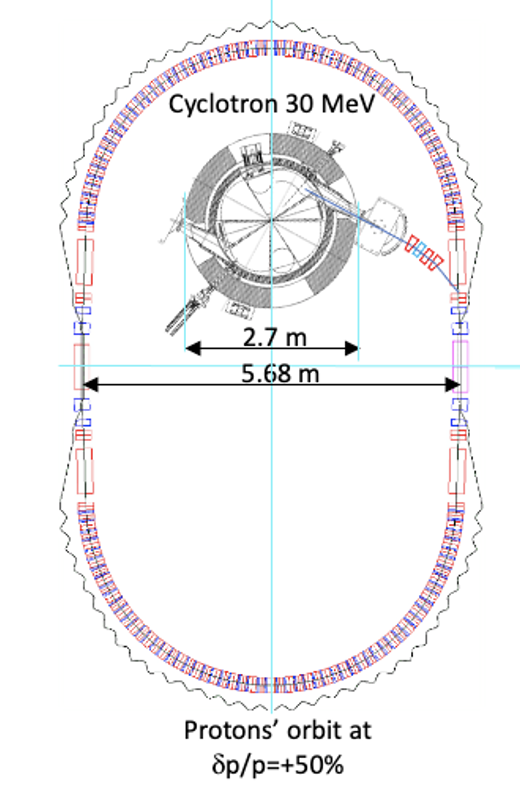 Cyclotron 30 MeV
2.7 m
5.68 m
Protons’ orbit at
δp/p=+50%